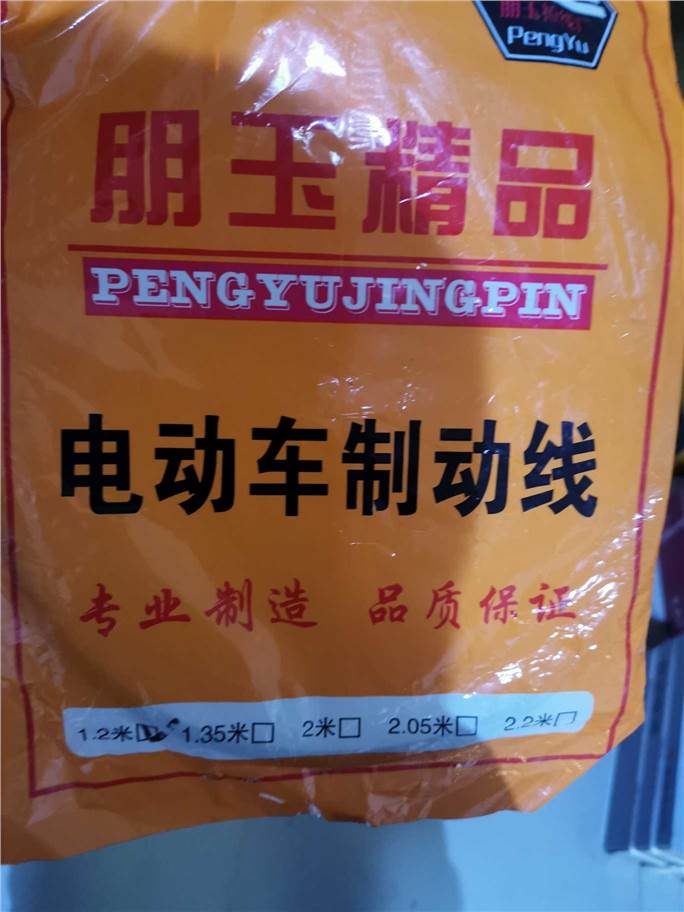 PengYu
朋玉精品
PENGYUJINGPIN
电动车制动线
专业制造 品质保证
1.2米 1.35米□ 2米□ 2.05米□ 2.2米□